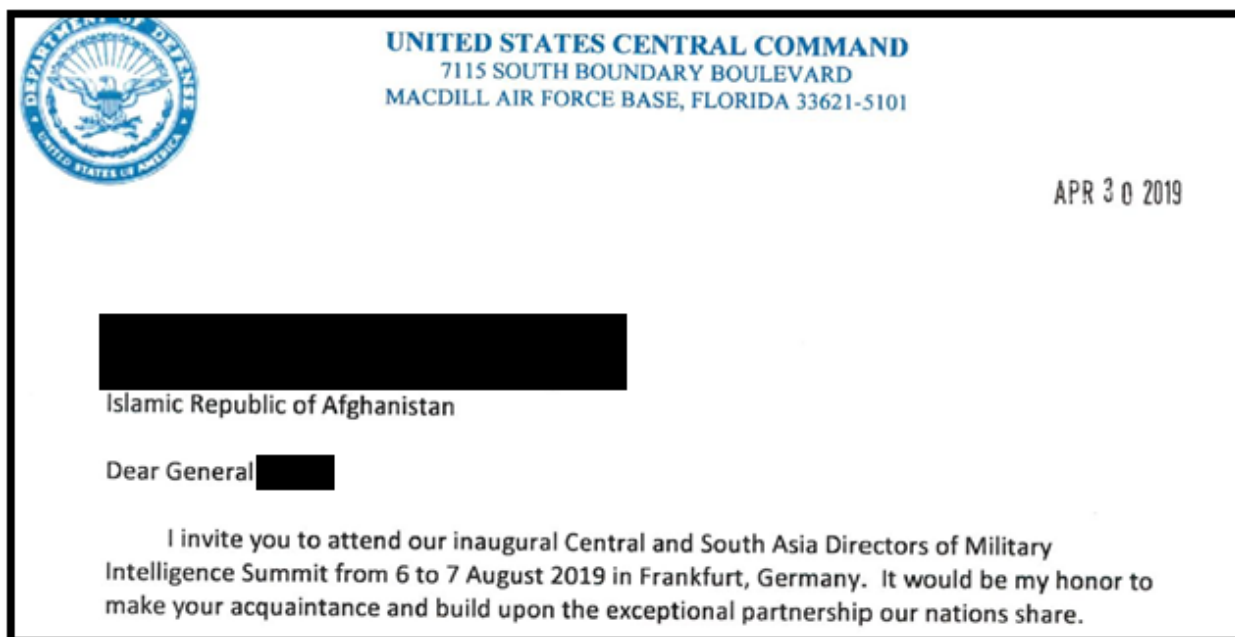 DEPARTMENT OF DEFENSE
UNITED STATES OF AMERICA
UNITED STATES CENTRAL COMMAND
7115 SOUTH BOUNDARY BOULEVARD
MACDILL AIR FORCE BASE, FLORIDA 33621-5101
APR 30 2019
Islamic Republic of Afghanistan
Dear General
I invite you to attend our inaugural Central and South Asia Directors of Military
Intelligence Summit from 6 to 7 August 2019 in Frankfurt, Germany.  It would be my honor to
make your acquaintance and build upon the exceptional partnership our nations share.